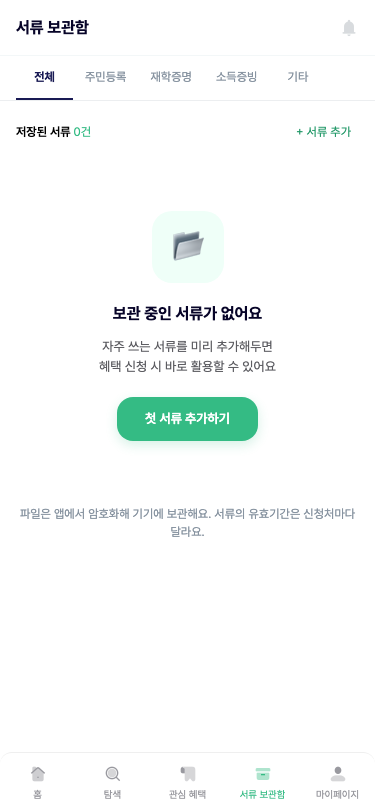 서류 보관함
전체 주민등록 재학증명 소득증빙 기타
저장된 서류 0건 + 서류 추가
보관 중인 서류가 없어요
자주 쓰는 서류를 미리 추가해두면
혜택 신청 시 바로 활용할 수 있어요
첫 서류 추가하기
파일은 앱에서 암호화해 기기에 보관해요. 서류의 유효기간은 신청처마다
달라요.
홈 탐색 관심 혜택 서류 보관함 마이페이지